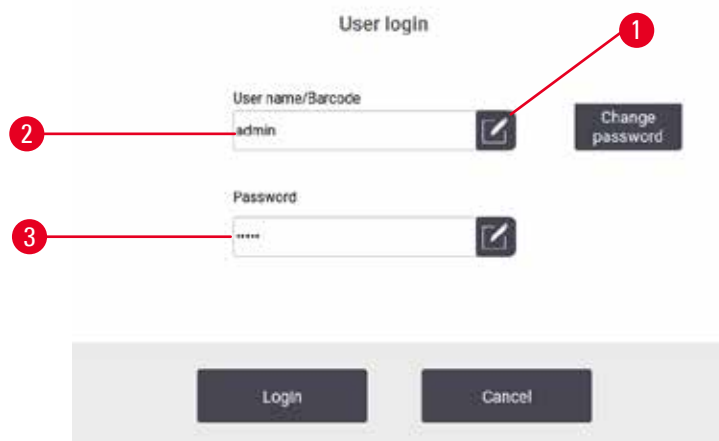 User login
1
User name/Barcode
2
admin
Change
password
Password
3
•••••
Login
Cancel